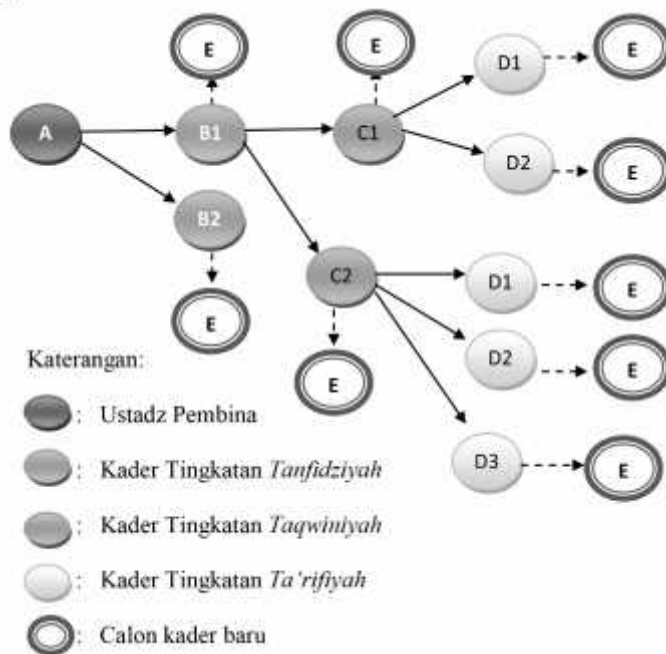 E
E
D1
E
A
B1
C1
D2
E
B2
C2
D1
E
E
D2
E
E
D3
E
Katerangan:
: Ustadz Pembina
: Kader Tingkatan Tanfidziyah
: Kader Tingkatan Taqwiniyah
: Kader Tingkatan Ta'rifiyah
: Calon kader baru